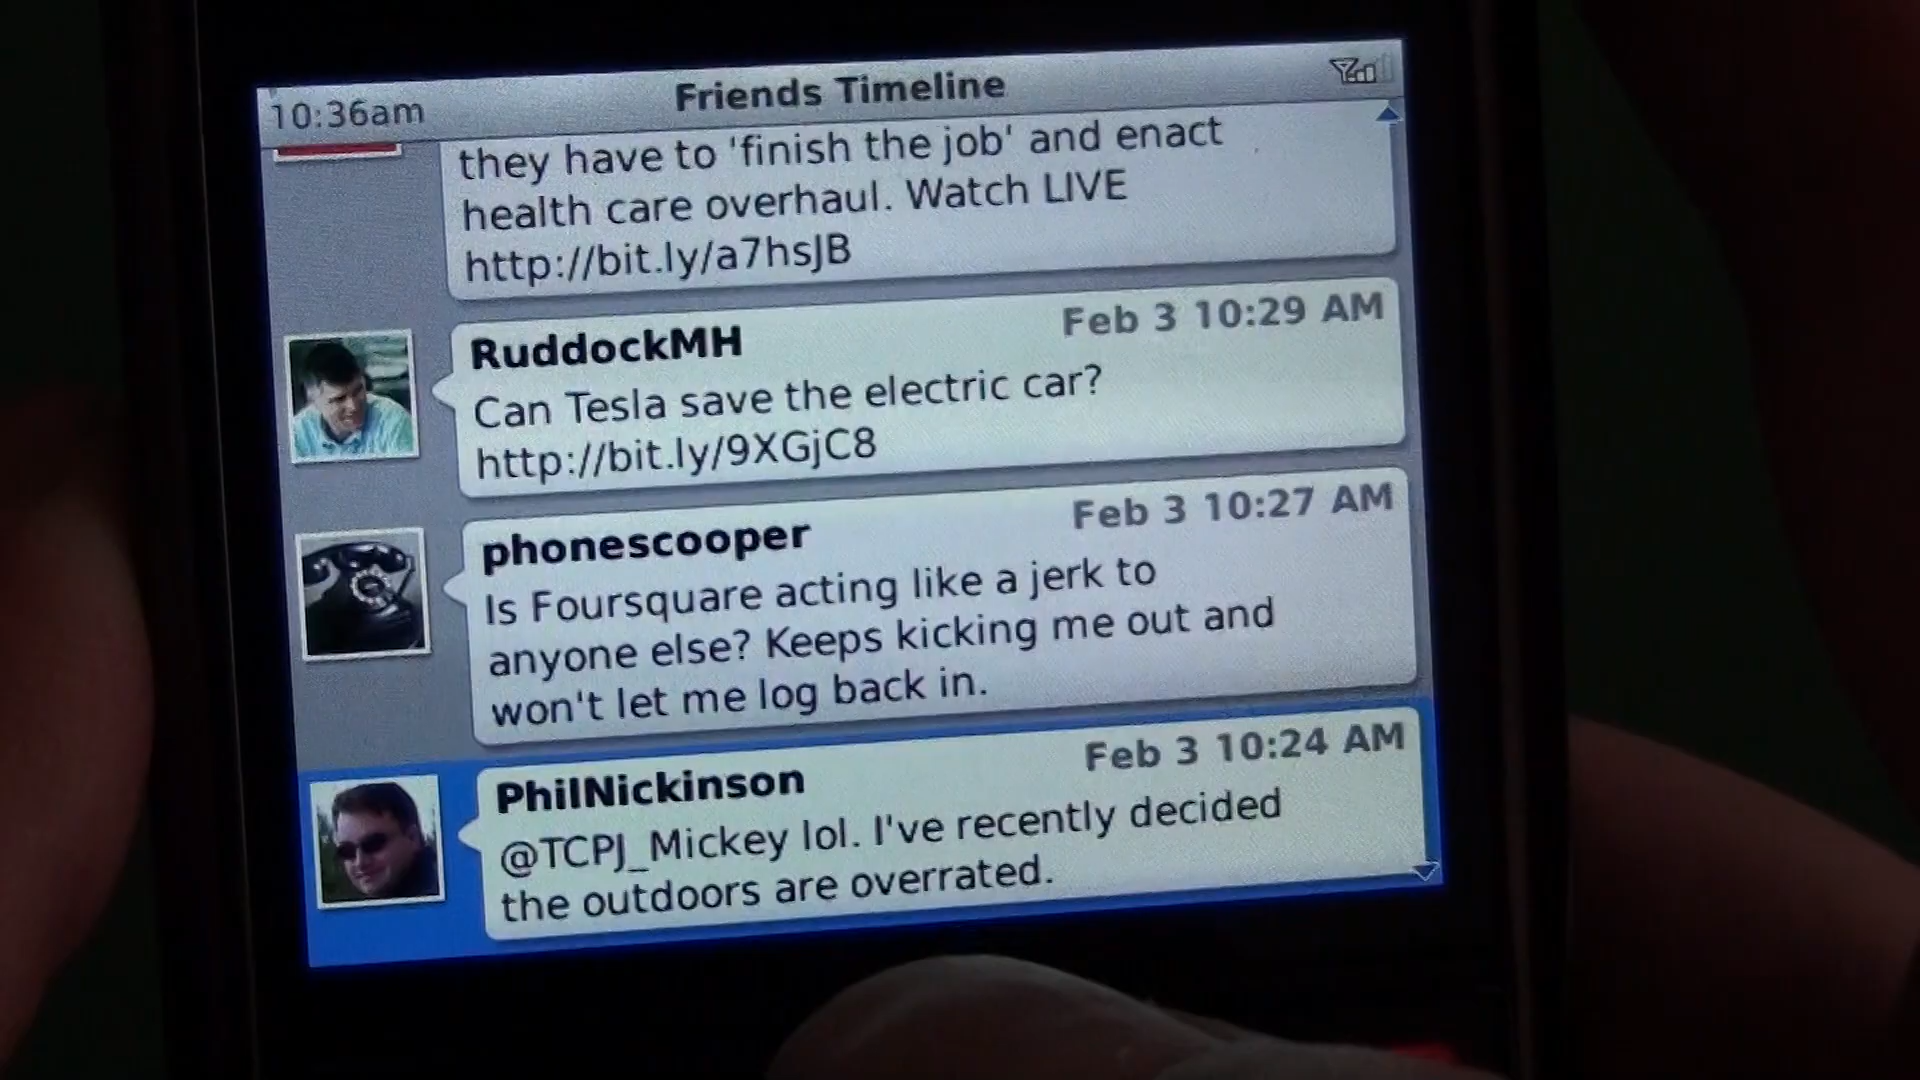 10:36am
Friends Timeline
they have to 'finish the job' and enact
health care overhaul. Watch LIVE
http://bit.ly/a7hsJB
RuddockMH
Feb 3 10:29 AM
Can Tesla save the electric car?
http://bit.ly/9XGjC8
phonescooper
Feb 3 10:27 AM
Is Foursquare acting like a jerk to
anyone else? Keeps kicking me out and
won't let me log back in.
PhilNickinson
Feb 3 10:24 AM
@TCPJ_Mickey lol. I've recently decided
the outdoors are overrated.